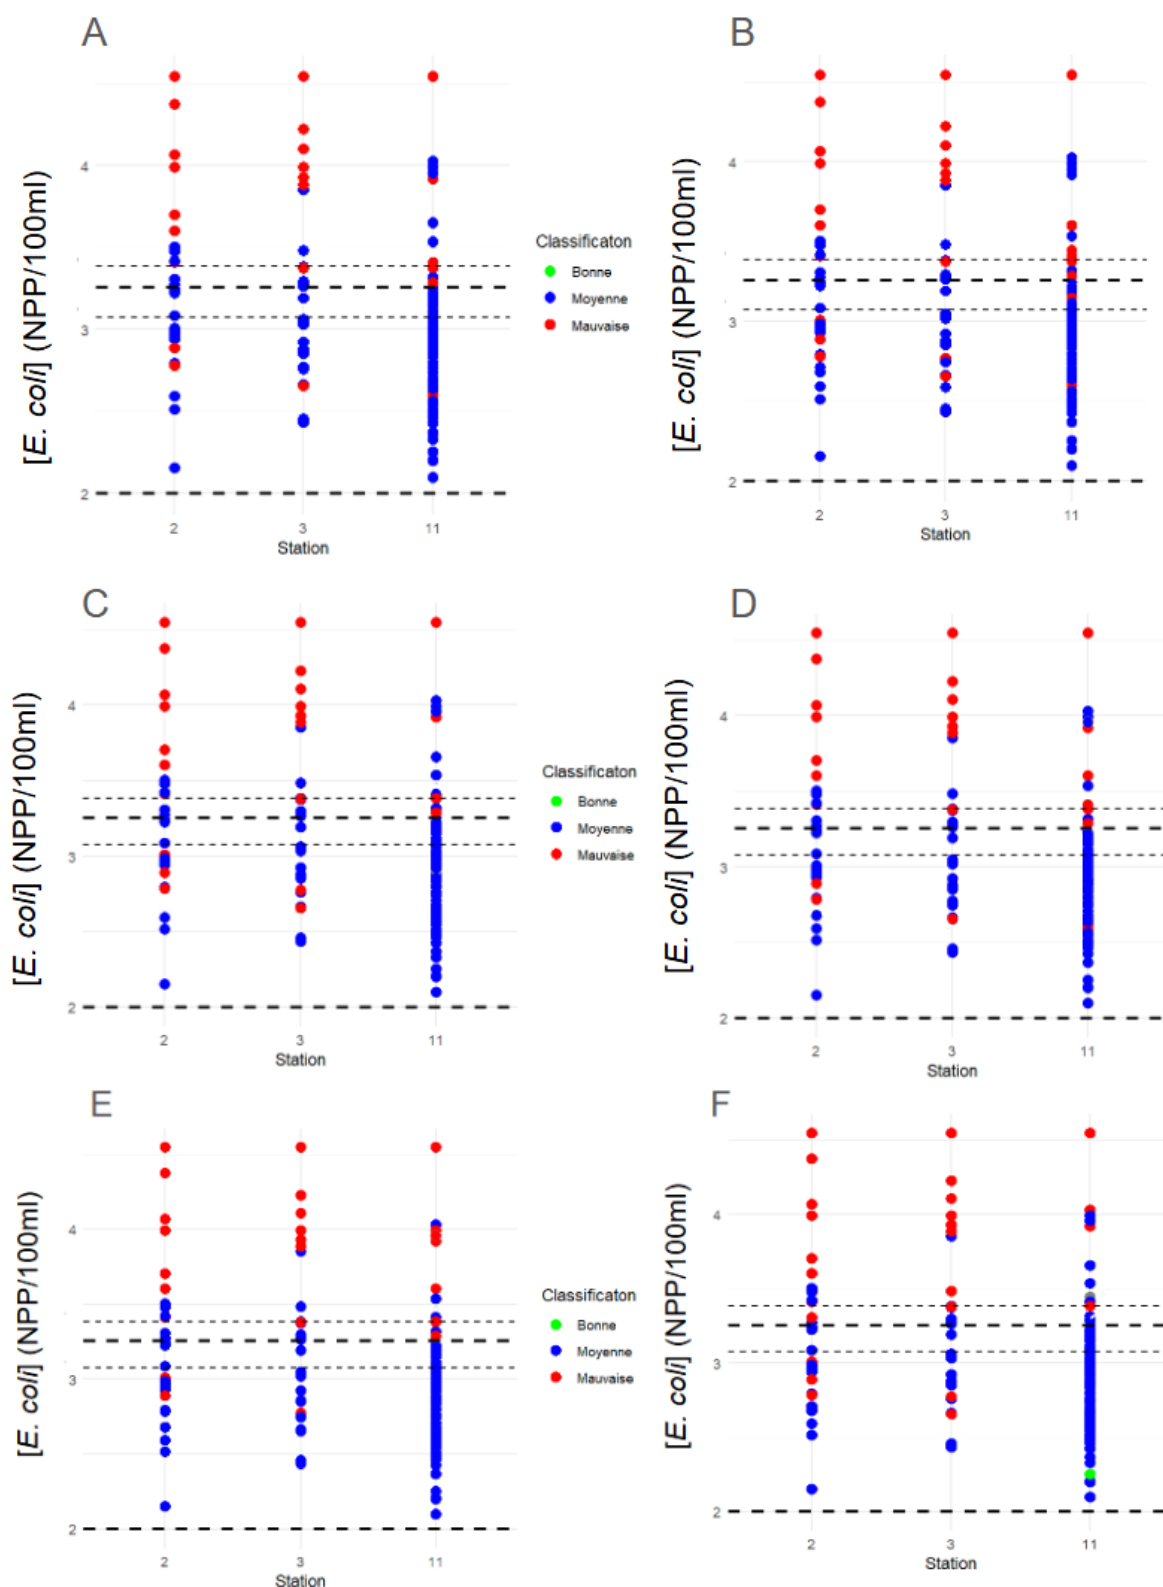 A
[E. coli] (NPP/100ml)
4
3
2
2
3
11
Station
Classificaton
Bonne
Moyenne
Mauvaise
B
[E. coli] (NPP/100ml)
4
3
2
2
3
11
Station
C
[E. coli] (NPP/100ml)
4
3
2
2
3
11
Station
Classificaton
Bonne
Moyenne
Mauvaise
D
[E. coli] (NPP/100ml)
4
3
2
2
3
11
Station
E
[E. coli] (NPP/100ml)
4
3
2
2
3
11
Station
Classificaton
Bonne
Moyenne
Mauvaise
F
[E. coli] (NPP/100ml)
4
3
2
2
3
11
Station